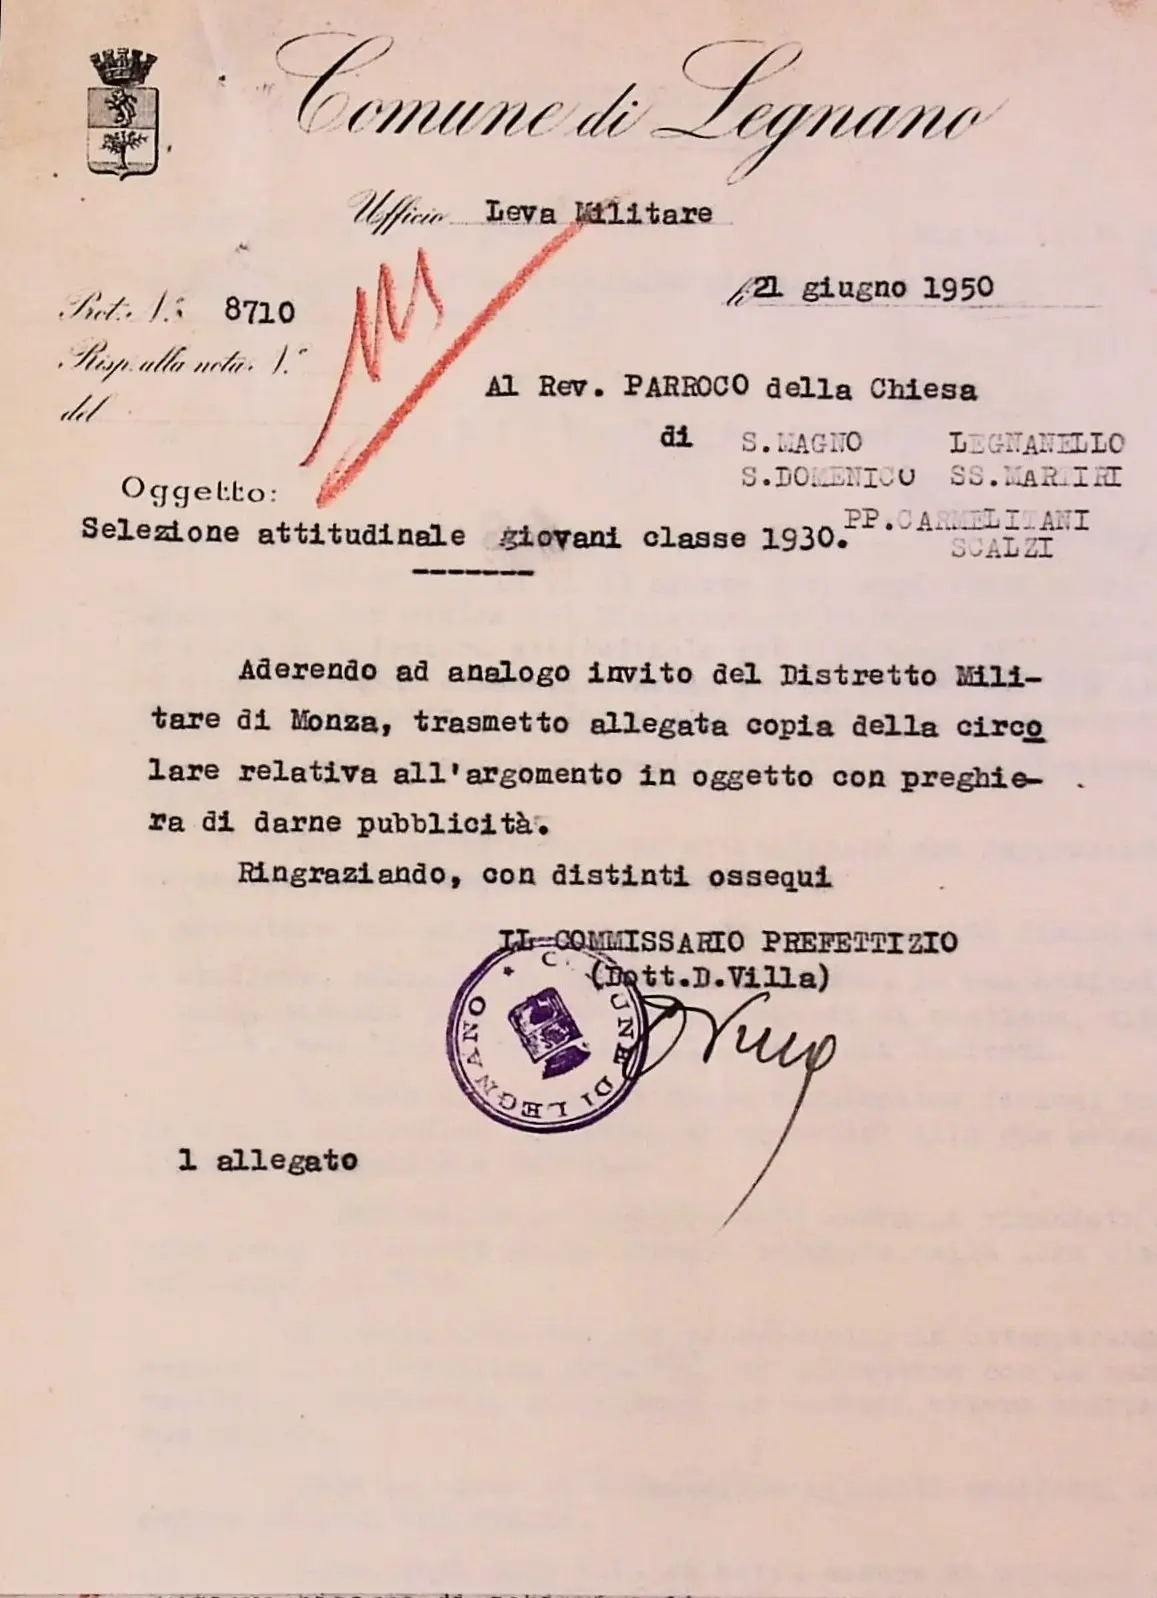 Comune di Legnano
Ufficio Leva Militare
li 21 giugno 1950
Prot. N.° 8710
Risp. alla nota N.°
del
Al Rev. PARROCO della Chiesa
di S.MAGNO LEGNANELLO
S.DOMENICO SS.MARTIRI
PP.CARMELITANI
SCALZI
Oggetto:
Selezione attitudinale giovani classe 1930.
Aderendo ad analogo invito del Distretto Mili-
tare di Monza, trasmetto allegata copia della circo
lare relativa all'argomento in oggetto con preghie-
ra di darne pubblicità.
Ringraziando, con distinti ossequi
IL COMMISSARIO PREFETTIZIO
(Dott.D.Villa)
COMUNE DI LEGNANO
1 allegato